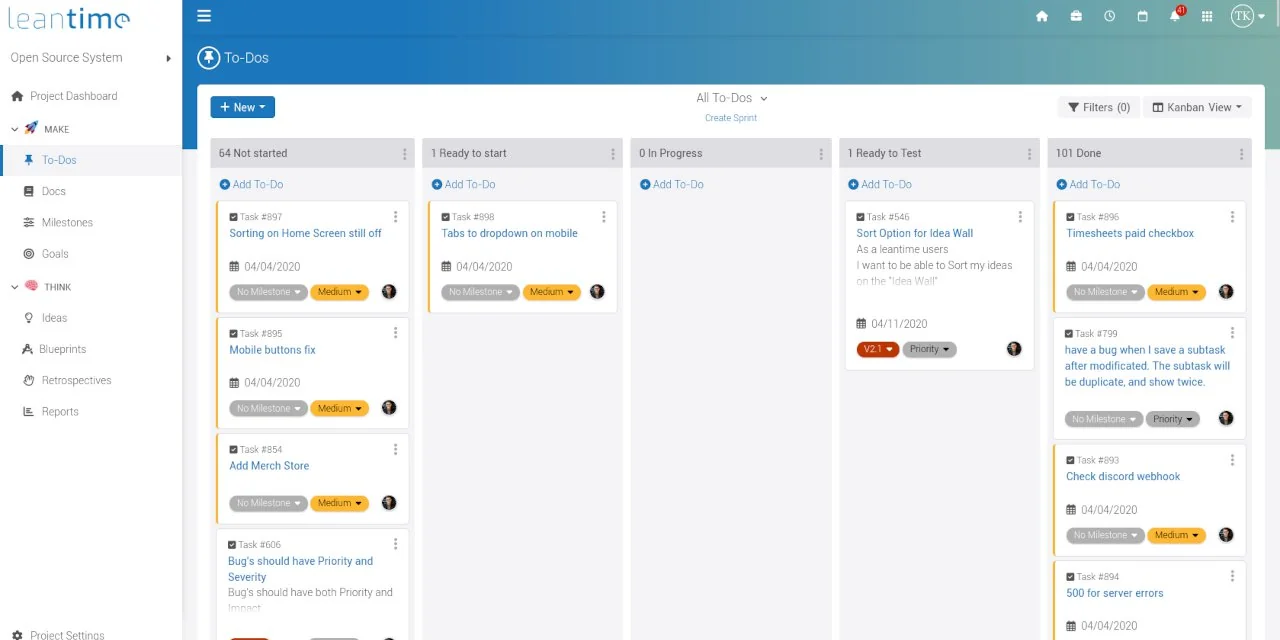 leantime
41
TK
Open Source System
To-Dos
Project Dashboard
MAKE
To-Dos
Docs
Milestones
Goals
THINK
Ideas
Blueprints
Retrospectives
Reports
Project Settings
+ New
All To-Dos
Create Sprint
Filters (0)
Kanban View
64 Not started
Add To-Do
Task #897
Sorting on Home Screen still off
04/04/2020
No Milestone Medium
Task #895
Mobile buttons fix
04/04/2020
No Milestone Medium
Task #854
Add Merch Store
No Milestone Medium
Task #606
Bug's should have Priority and
Severity
Bug's should have both Priority and
Impact
1 Ready to start
Add To-Do
Task #898
Tabs to dropdown on mobile
04/04/2020
No Milestone Medium
0 In Progress
Add To-Do
1 Ready to Test
Add To-Do
Task #546
Sort Option for Idea Wall
As a leantime users
I want to be able to Sort my ideas
on the "Idea Wall"
04/11/2020
V2.1 Priority
101 Done
Add To-Do
Task #896
Timesheets paid checkbox
04/04/2020
No Milestone Medium
Task #799
have a bug when I save a subtask
after modificated. The subtask will
be duplicate, and show twice.
No Milestone Priority
Task #893
Check discord webhook
04/04/2020
No Milestone Medium
Task #894
500 for server errors
04/04/2020